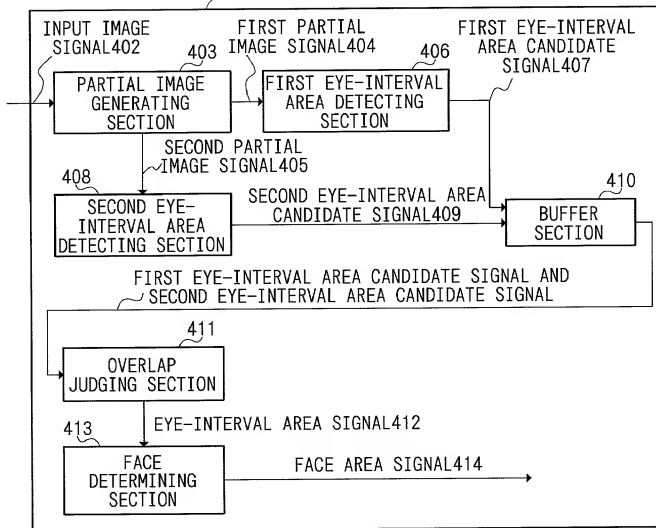 INPUT IMAGE
SIGNAL402
FIRST PARTIAL
IMAGE SIGNAL404
FIRST EYE-INTERVAL
AREA CANDIDATE
SIGNAL407
403
406
PARTIAL IMAGE
GENERATING
SECTION
FIRST EYE-INTERVAL
AREA DETECTING
SECTION
SECOND PARTIAL
IMAGE SIGNAL405
408
SECOND EYE-
INTERVAL AREA
DETECTING SECTION
SECOND EYE-INTERVAL AREA
CANDIDATE SIGNAL409
410
BUFFER
SECTION
FIRST EYE-INTERVAL AREA CANDIDATE SIGNAL AND
SECOND EYE-INTERVAL AREA CANDIDATE SIGNAL
411
OVERLAP
JUDGING SECTION
EYE-INTERVAL AREA SIGNAL412
413
FACE
DETERMINING
SECTION
FACE AREA SIGNAL414